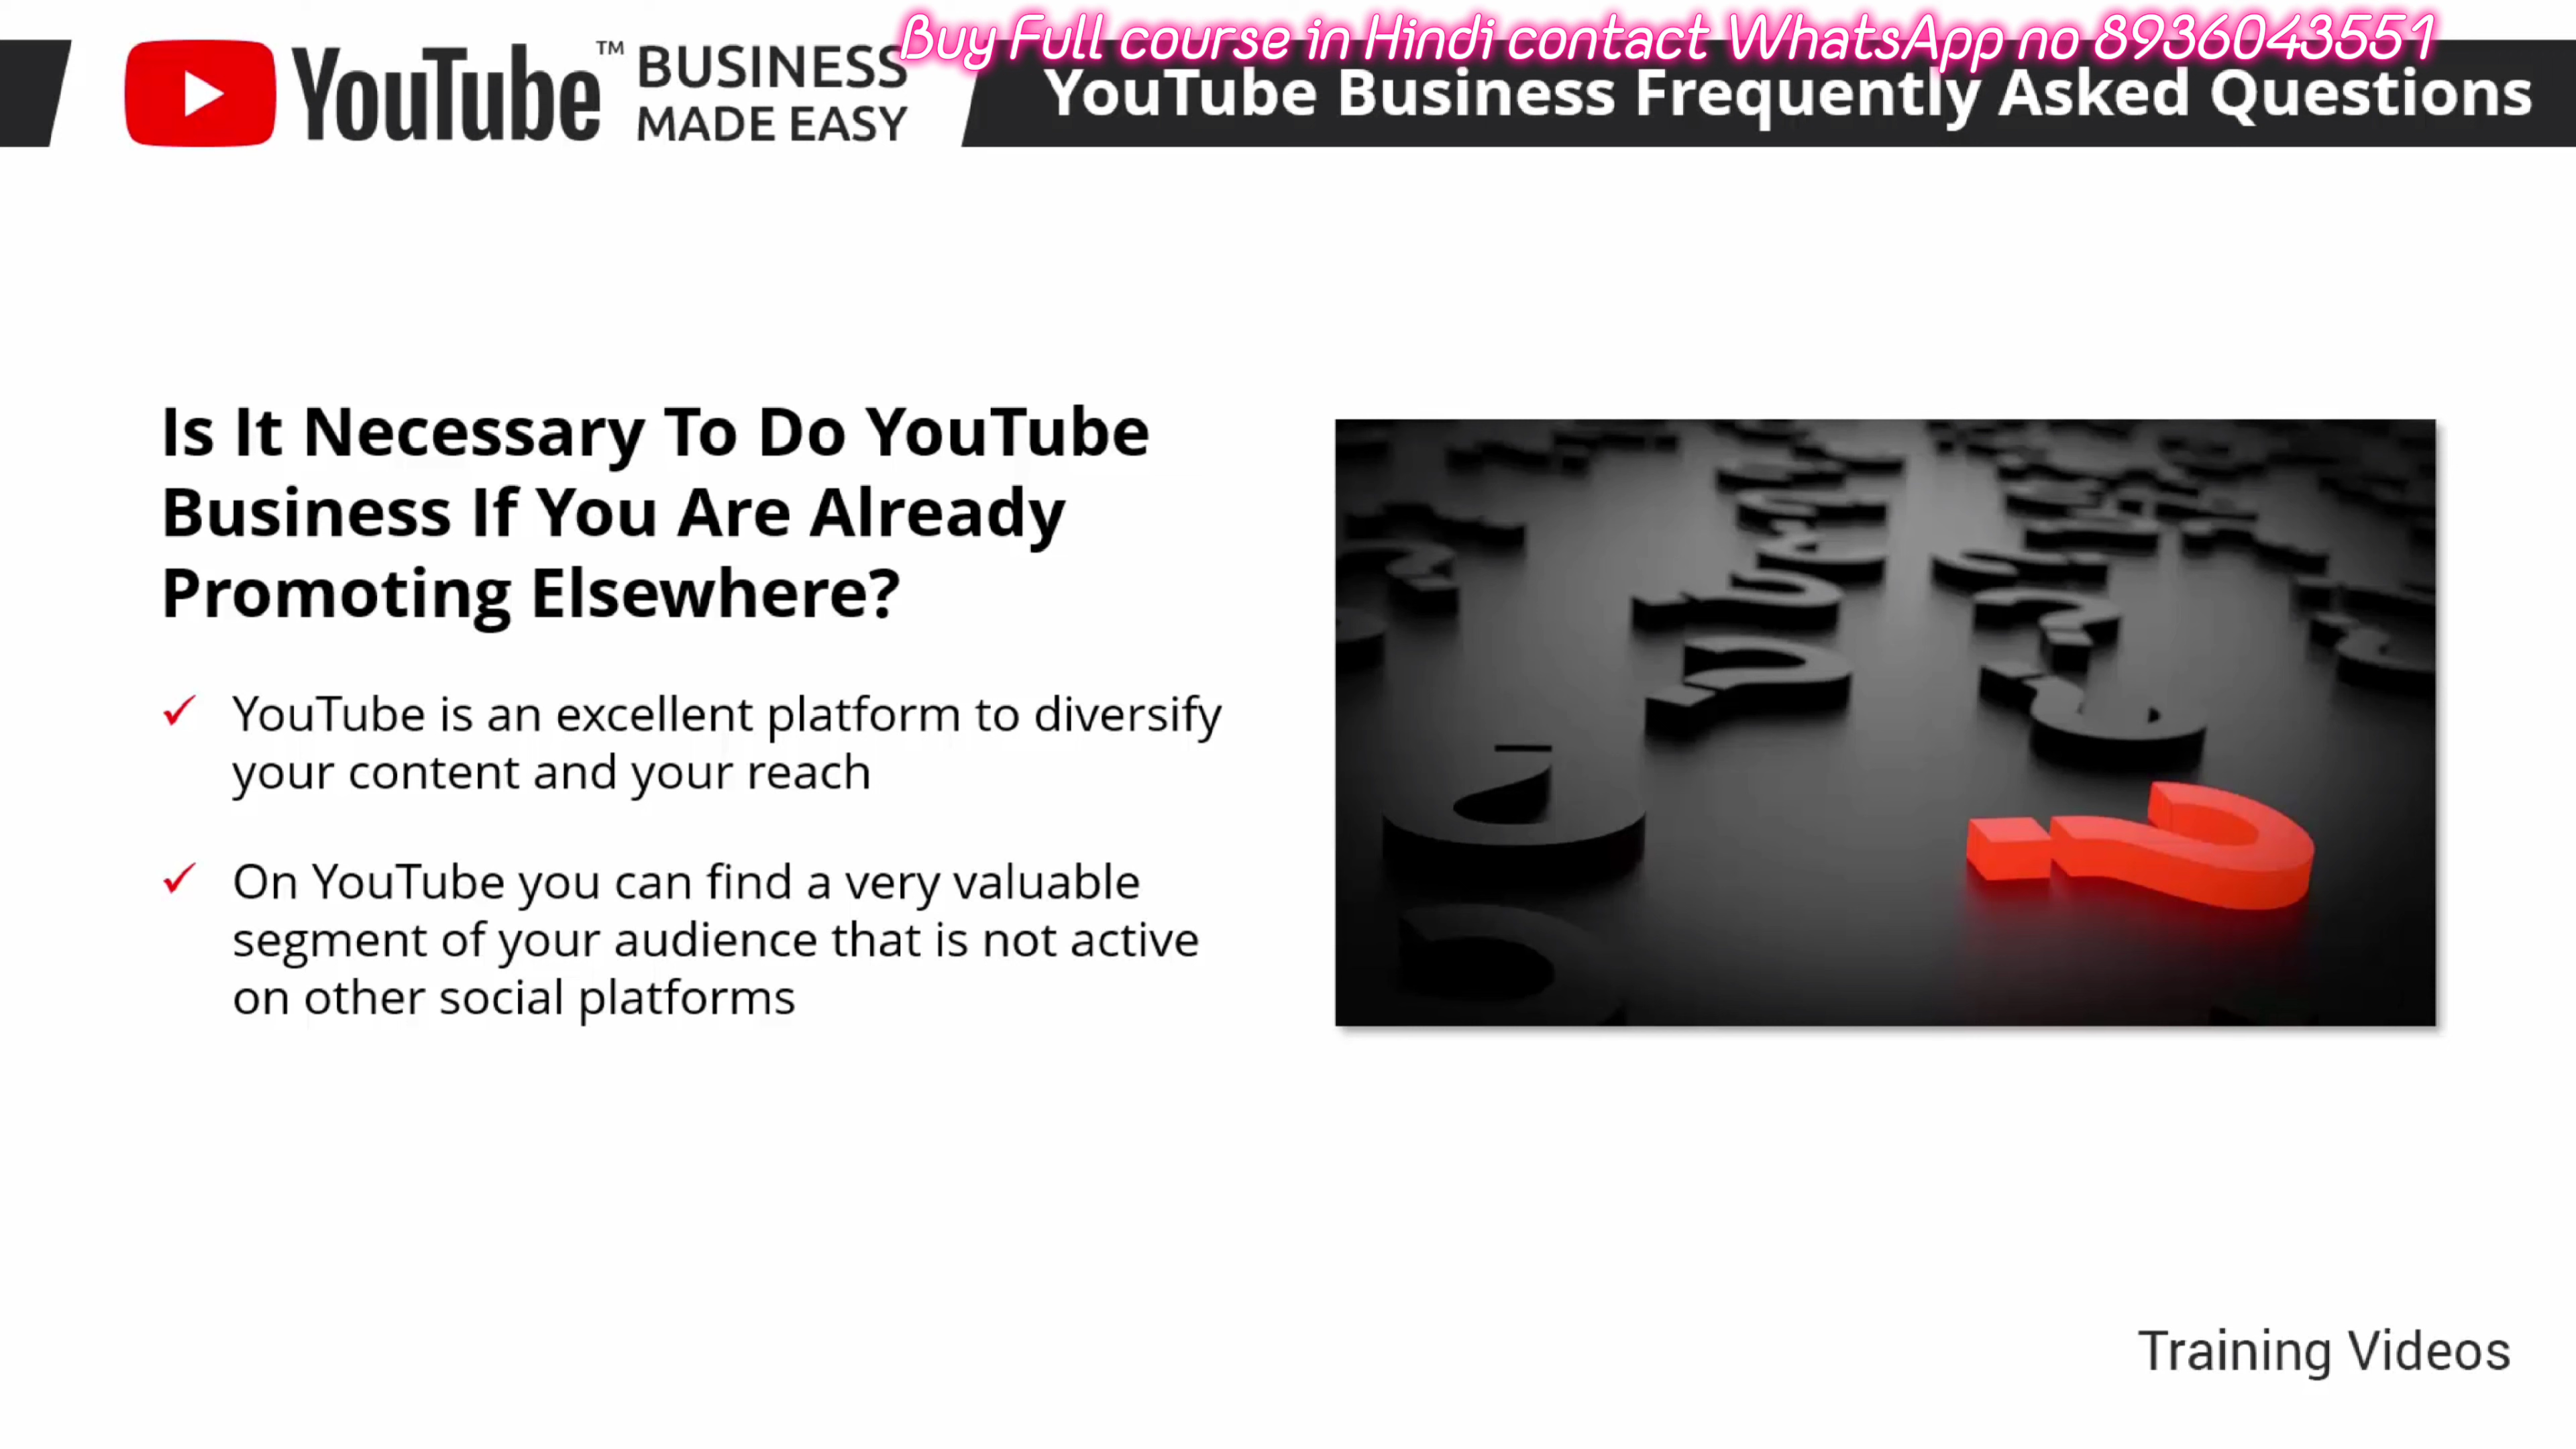 Buy Full course in Hindi contact WhatsApp no 8936043551
YouTube™ BUSINESS
MADE EASY
YouTube Business Frequently Asked Questions
Is It Necessary To Do YouTube
Business If You Are Already
Promoting Elsewhere?
✓ YouTube is an excellent platform to diversify
your content and your reach
✓ On YouTube you can find a very valuable
segment of your audience that is not active
on other social platforms
Training Videos